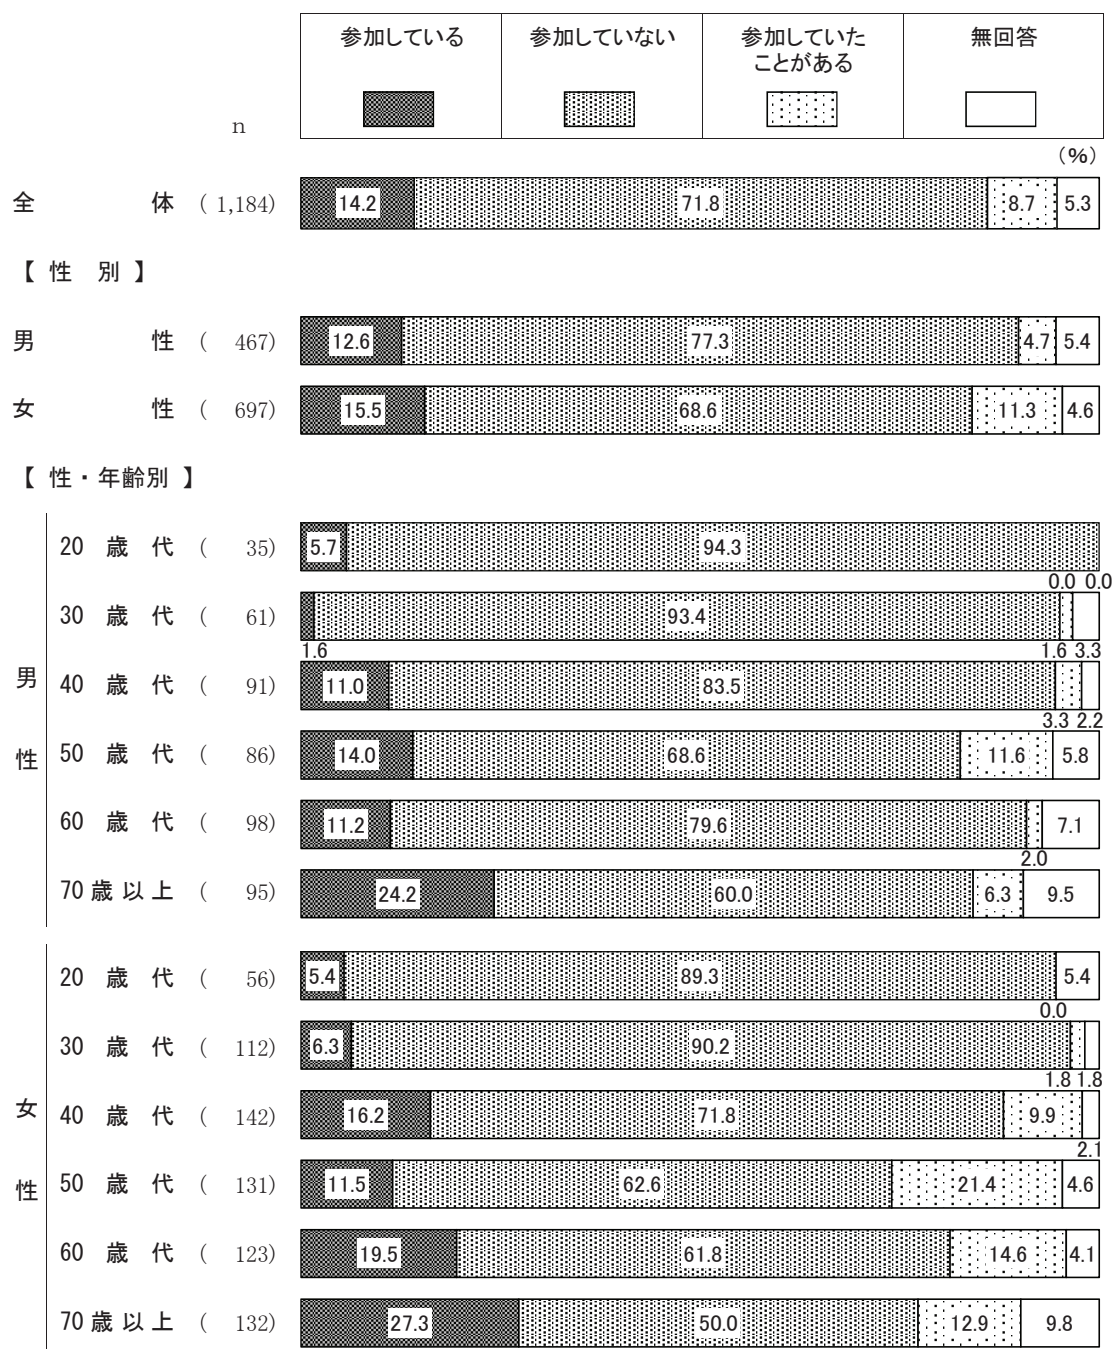 参加している 参加していない 参加していた 無回答
ことがある
n
(%)
全 体 ( 1,184) 14.2 71.8 8.7 5.3
【 性 別 】
男 性 ( 467) 12.6 77.3 4.7 5.4
女 性 ( 697) 15.5 68.6 11.3 4.6
【 性・年齢別 】
男性
20 歳 代 ( 35) 5.7 94.3
0.0 0.0
30 歳 代 ( 61) 93.4
1.6 1.6 3.3
40 歳 代 ( 91) 11.0 83.5
3.3 2.2
50 歳 代 ( 86) 14.0 68.6 11.6 5.8
60 歳 代 ( 98) 11.2 79.6 7.1
2.0
70 歳 以 上 ( 95) 24.2 60.0 6.3 9.5
女性
20 歳 代 ( 56) 5.4 89.3 5.4
0.0
30 歳 代 ( 112) 6.3 90.2
1.8 1.8
40 歳 代 ( 142) 16.2 71.8 9.9
2.1
50 歳 代 ( 131) 11.5 62.6 21.4 4.6
60 歳 代 ( 123) 19.5 61.8 14.6 4.1
70 歳 以 上 ( 132) 27.3 50.0 12.9 9.8